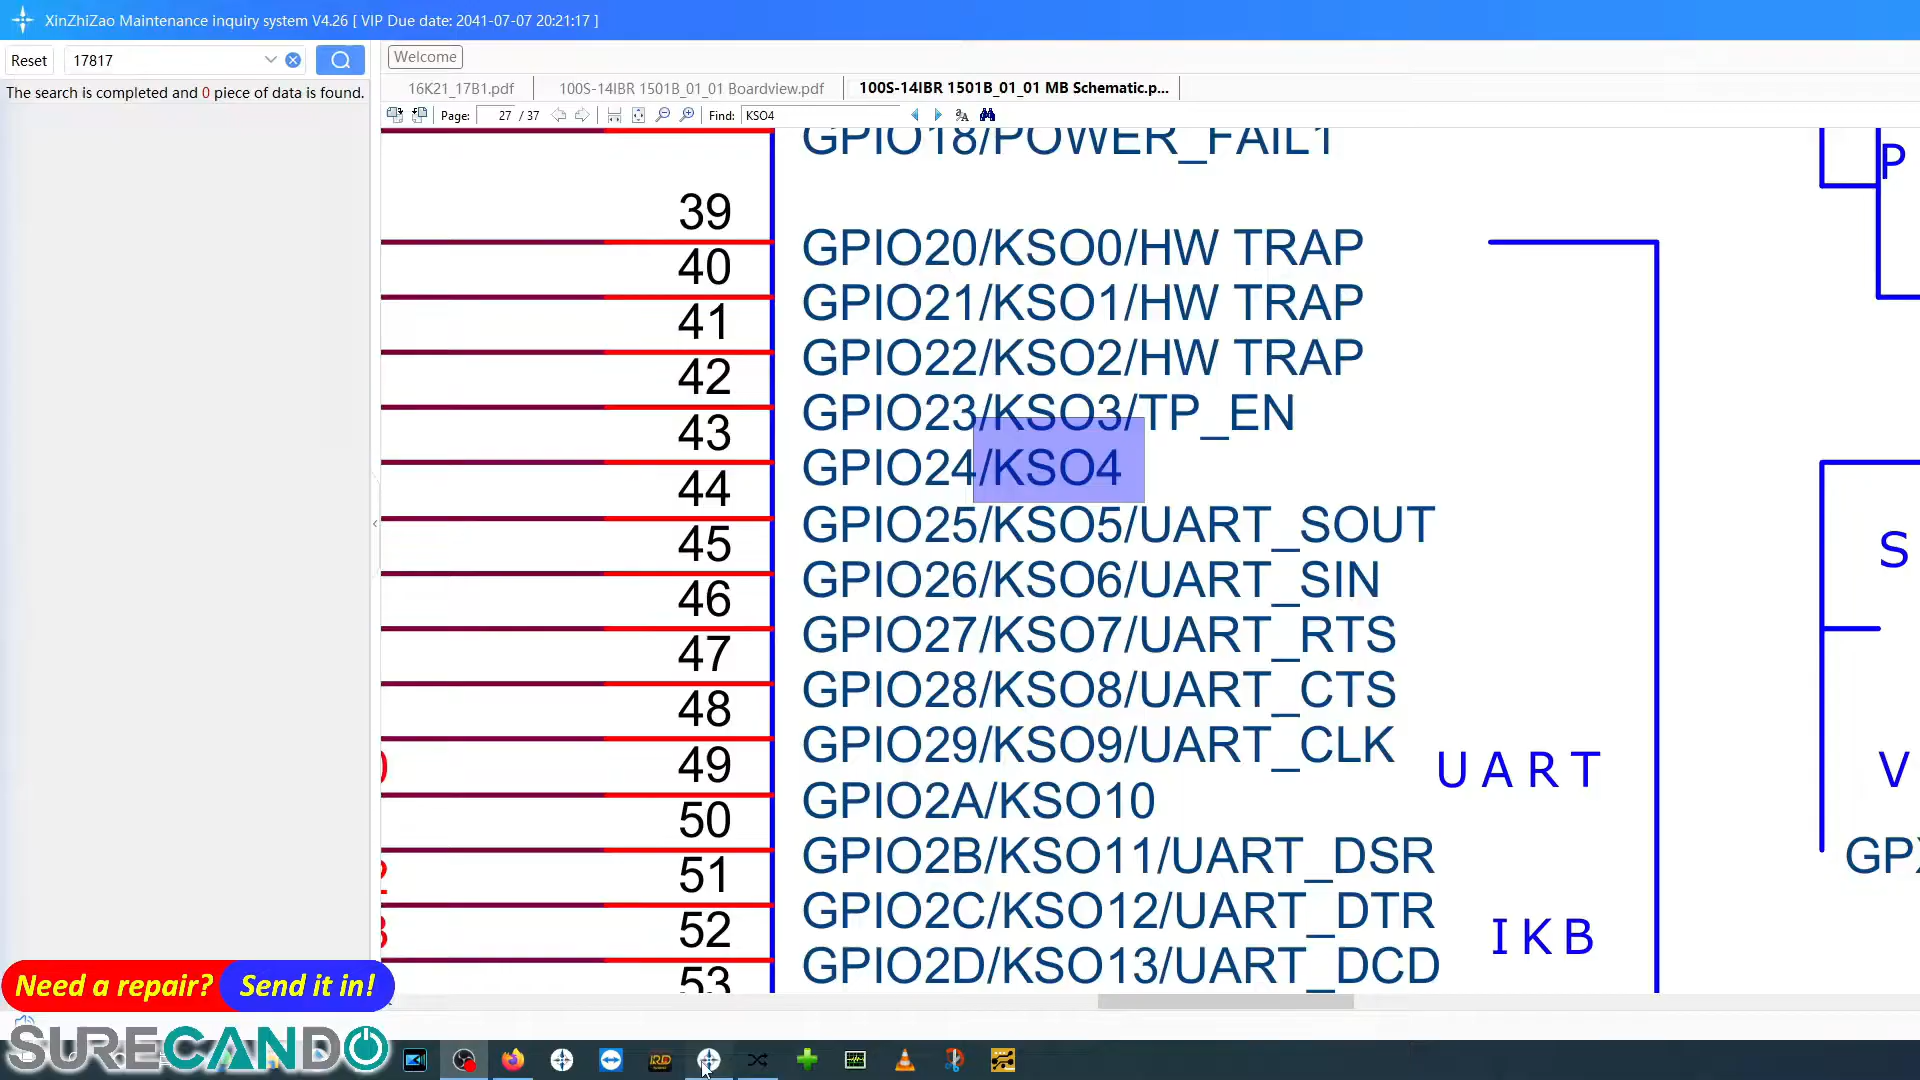 XinZhiZao Maintenance inquiry system V4.26 [ VIP Due date: 2041-07-07 20:21:17 ]
Reset 17817
Welcome
The search is completed and 0 piece of data is found.
16K21_17B1.pdf 100S-14IBR 1501B_01_01 Boardview.pdf 100S-14IBR 1501B_01_01 MB Schematic.p...
Page: 27 / 37 Find: KSO4
GPIO18/POWER_FAIL1
P
39 GPIO20/KSO0/HW TRAP
40 GPIO21/KSO1/HW TRAP
41 GPIO22/KSO2/HW TRAP
42 GPIO23/KSO3/TP_EN
43 GPIO24/KSO4
44 GPIO25/KSO5/UART_SOUT
S
45 GPIO26/KSO6/UART_SIN
46 GPIO27/KSO7/UART_RTS
47 GPIO28/KSO8/UART_CTS
48 GPIO29/KSO9/UART_CLK
UART
V
49 GPIO2A/KSO10
50 GPIO2B/KSO11/UART_DSR
51 GPIO2C/KSO12/UART_DTR
IKB
52 GPIO2D/KSO13/UART_DCD
53
Need a repair? Send it in!
SURECANDO